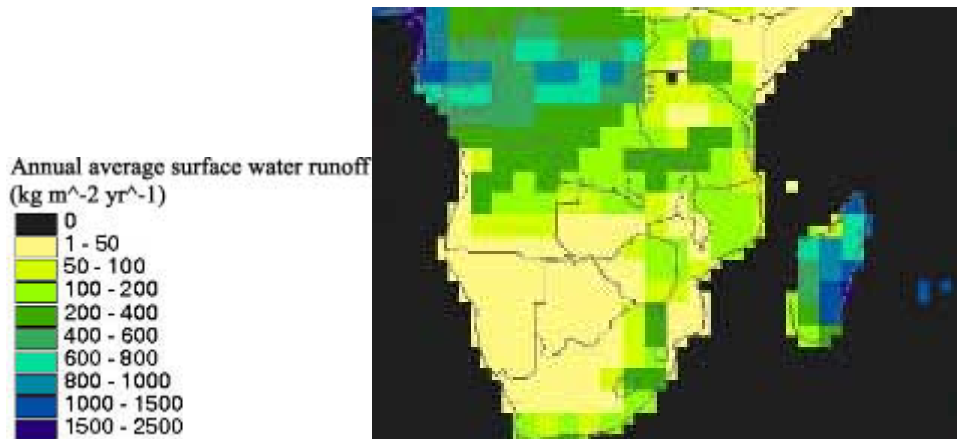 Annual average surface water runoff
(kg m^-2 yr^-1)
0
1 - 50
50 - 100
100 - 200
200 - 400
400 - 600
600 - 800
800 - 1000
1000 - 1500
1500 - 2500